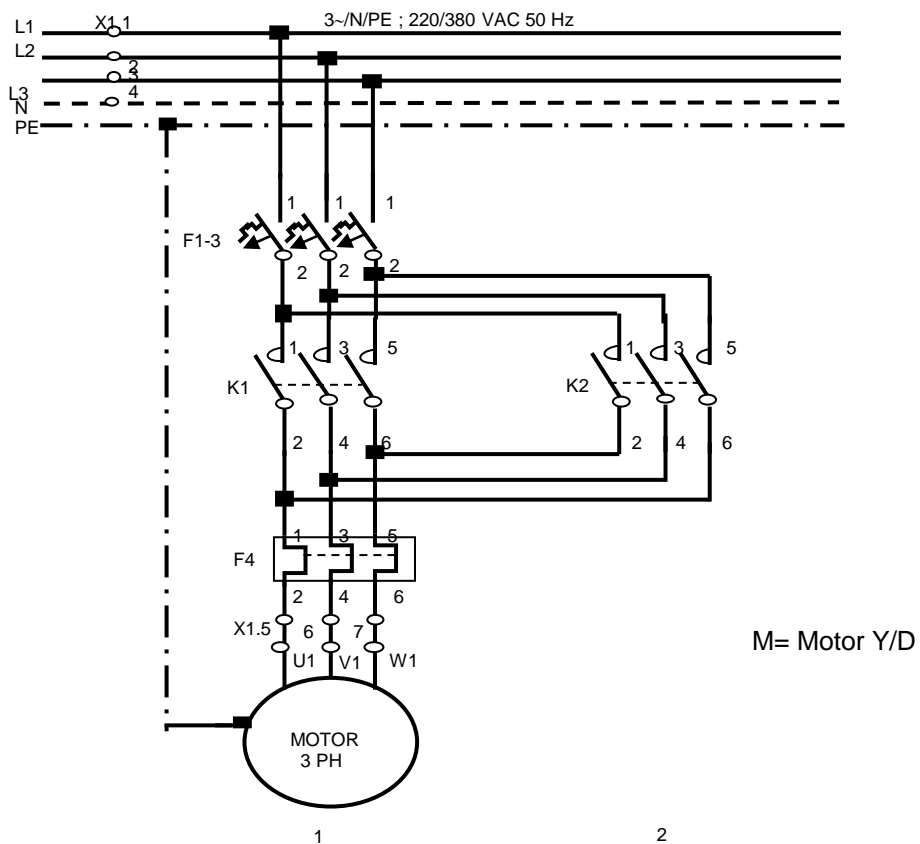 3~/N/PE ; 220/380 VAC 50 Hz
L1 X1.1
L2
2
3
L3 4
N
PE
1 1 1
F1-3
2 2 2
1 3 5 1 3 5
K1 K2
2 4 6 2 4 6
1 3 5
F4
2 4 6
X1.5 6 7
U1 V1 W1
M= Motor Y/D
MOTOR
3 PH
1 2